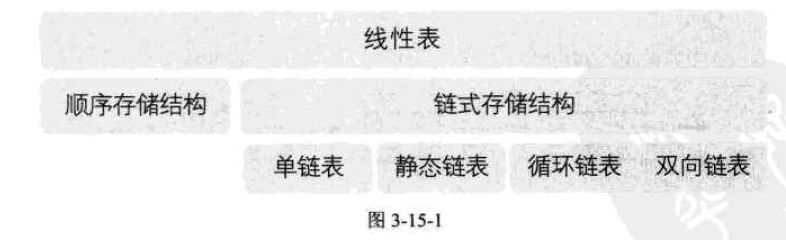 线性表
顺序存储结构 链式存储结构
单链表 静态链表 循环链表 双向链表
图 3-15-1